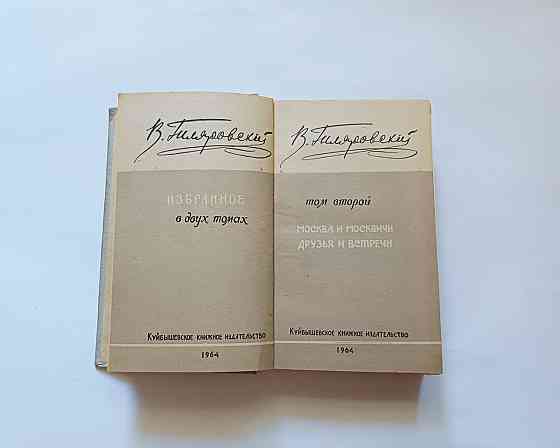 В. Гиляровский
ИЗБРАННОЕ
в двух томах
Куйбышевское книжное издательство
1964
В. Гиляровский
том второй
МОСКВА И МОСКВИЧИ
ДРУЗЬЯ И ВСТРЕЧИ
Куйбышевское книжное издательство
1964